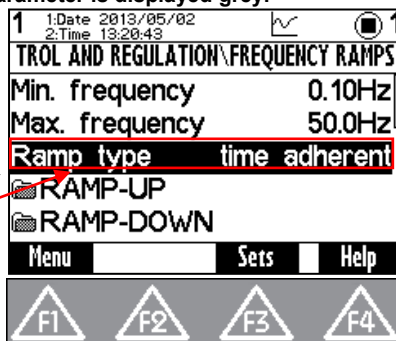 arameter is displayed grey.
1 1:Date 2013/05/02 1
2:Time 13:20:43
TROL AND REGULATION\FREQUENCY RAMPS
Min. frequency 0.10Hz
Max. frequency 50.0Hz
Ramp type time adherent
RAMP-UP
RAMP-DOWN
Menu Sets Help
F1 F2 F3 F4